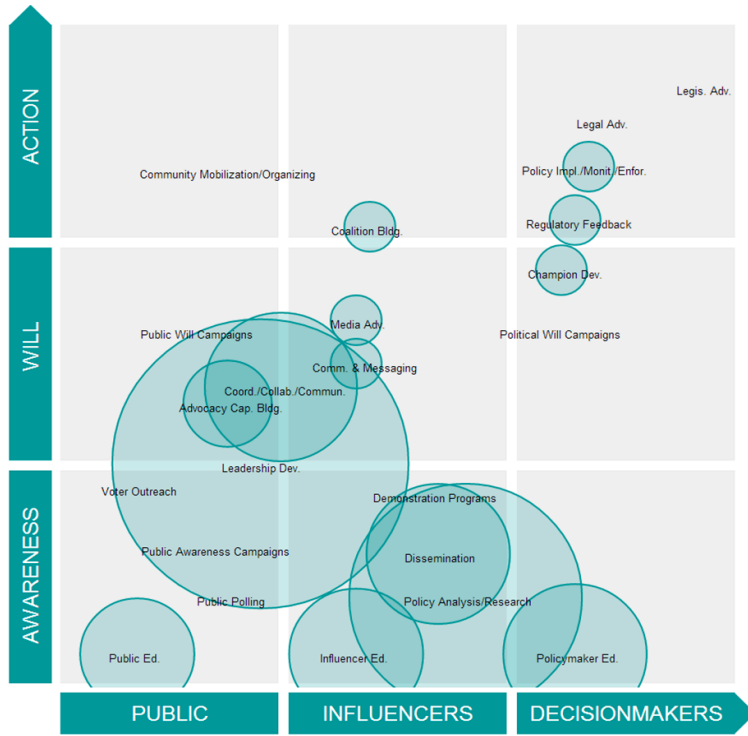 ACTION
Legis. Adv.
Legal Adv.
Community Mobilization/Organizing
Policy Impl./Monit./Enfor.
Coalition Bldg.
Regulatory Feedback
WILL
Champion Dev.
Media Adv.
Public Will Campaigns
Political Will Campaigns
Comm. & Messaging
Coord./Collab./Commun.
Advocacy Cap. Bldg.
AWARENESS
Leadership Dev.
Voter Outreach
Demonstration Programs
Public Awareness Campaigns
Dissemination
Public Polling
Policy Analysis/Research
Public Ed.
Influencer Ed.
Policymaker Ed.
PUBLIC
INFLUENCERS
DECISIONMAKERS